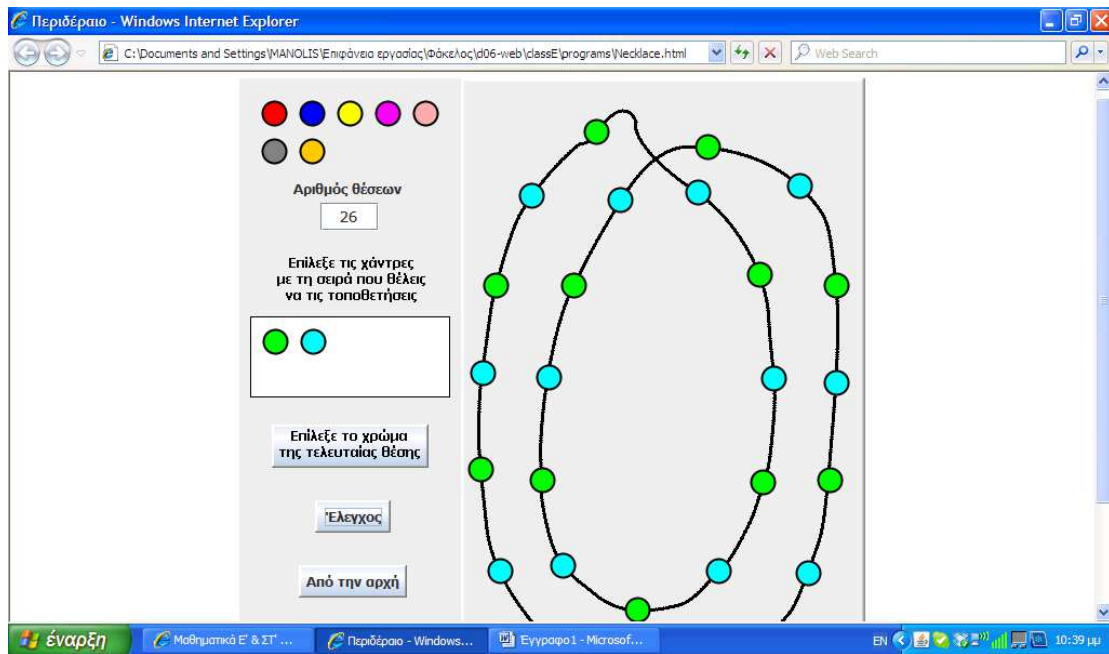 Περιδέραιο - Windows Internet Explorer
C:\Documents and Settings\MANOLIS\Επιφάνεια εργασίας\Φάκελος\d06-web\classE\programs\Necklace.html
Web Search
Αριθμός θέσεων
26
Επίλεξε τις χάντρες
με τη σειρά που θέλεις
να τις τοποθετήσεις
Επίλεξε το χρώμα
της τελευταίας θέσης
Έλεγχος
Από την αρχή
έναρξη
Μαθηματικά Ε' & ΣΤ' ...
Περιδέραιο - Windows...
Έγγραφο1 - Microsof...
EN
10:39 μμ